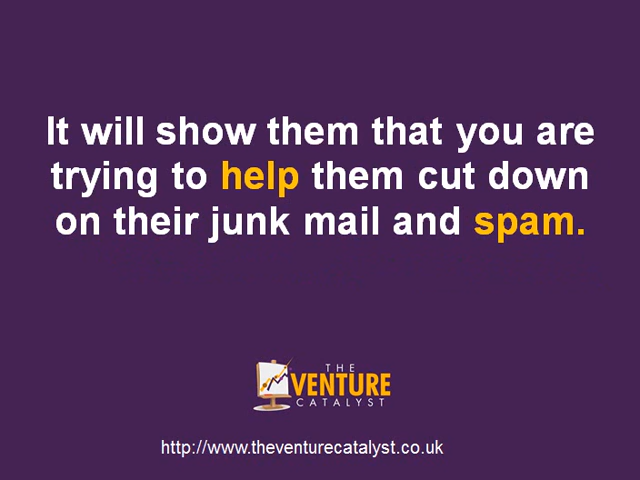 It will show them that you are
trying to help them cut down
on their junk mail and spam.
THE
VENTURE
CATALYST
http://www.theventurecatalyst.co.uk